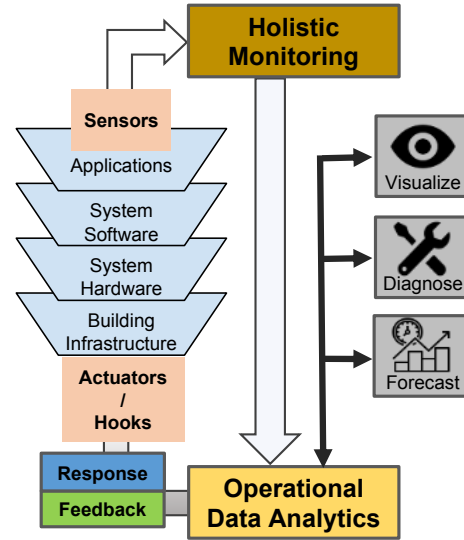 Holistic
Monitoring
Sensors
Applications
System
Software
System
Hardware
Building
Infrastructure
Actuators
/
Hooks
Response
Feedback
Operational
Data Analytics
Visualize
Diagnose
Forecast